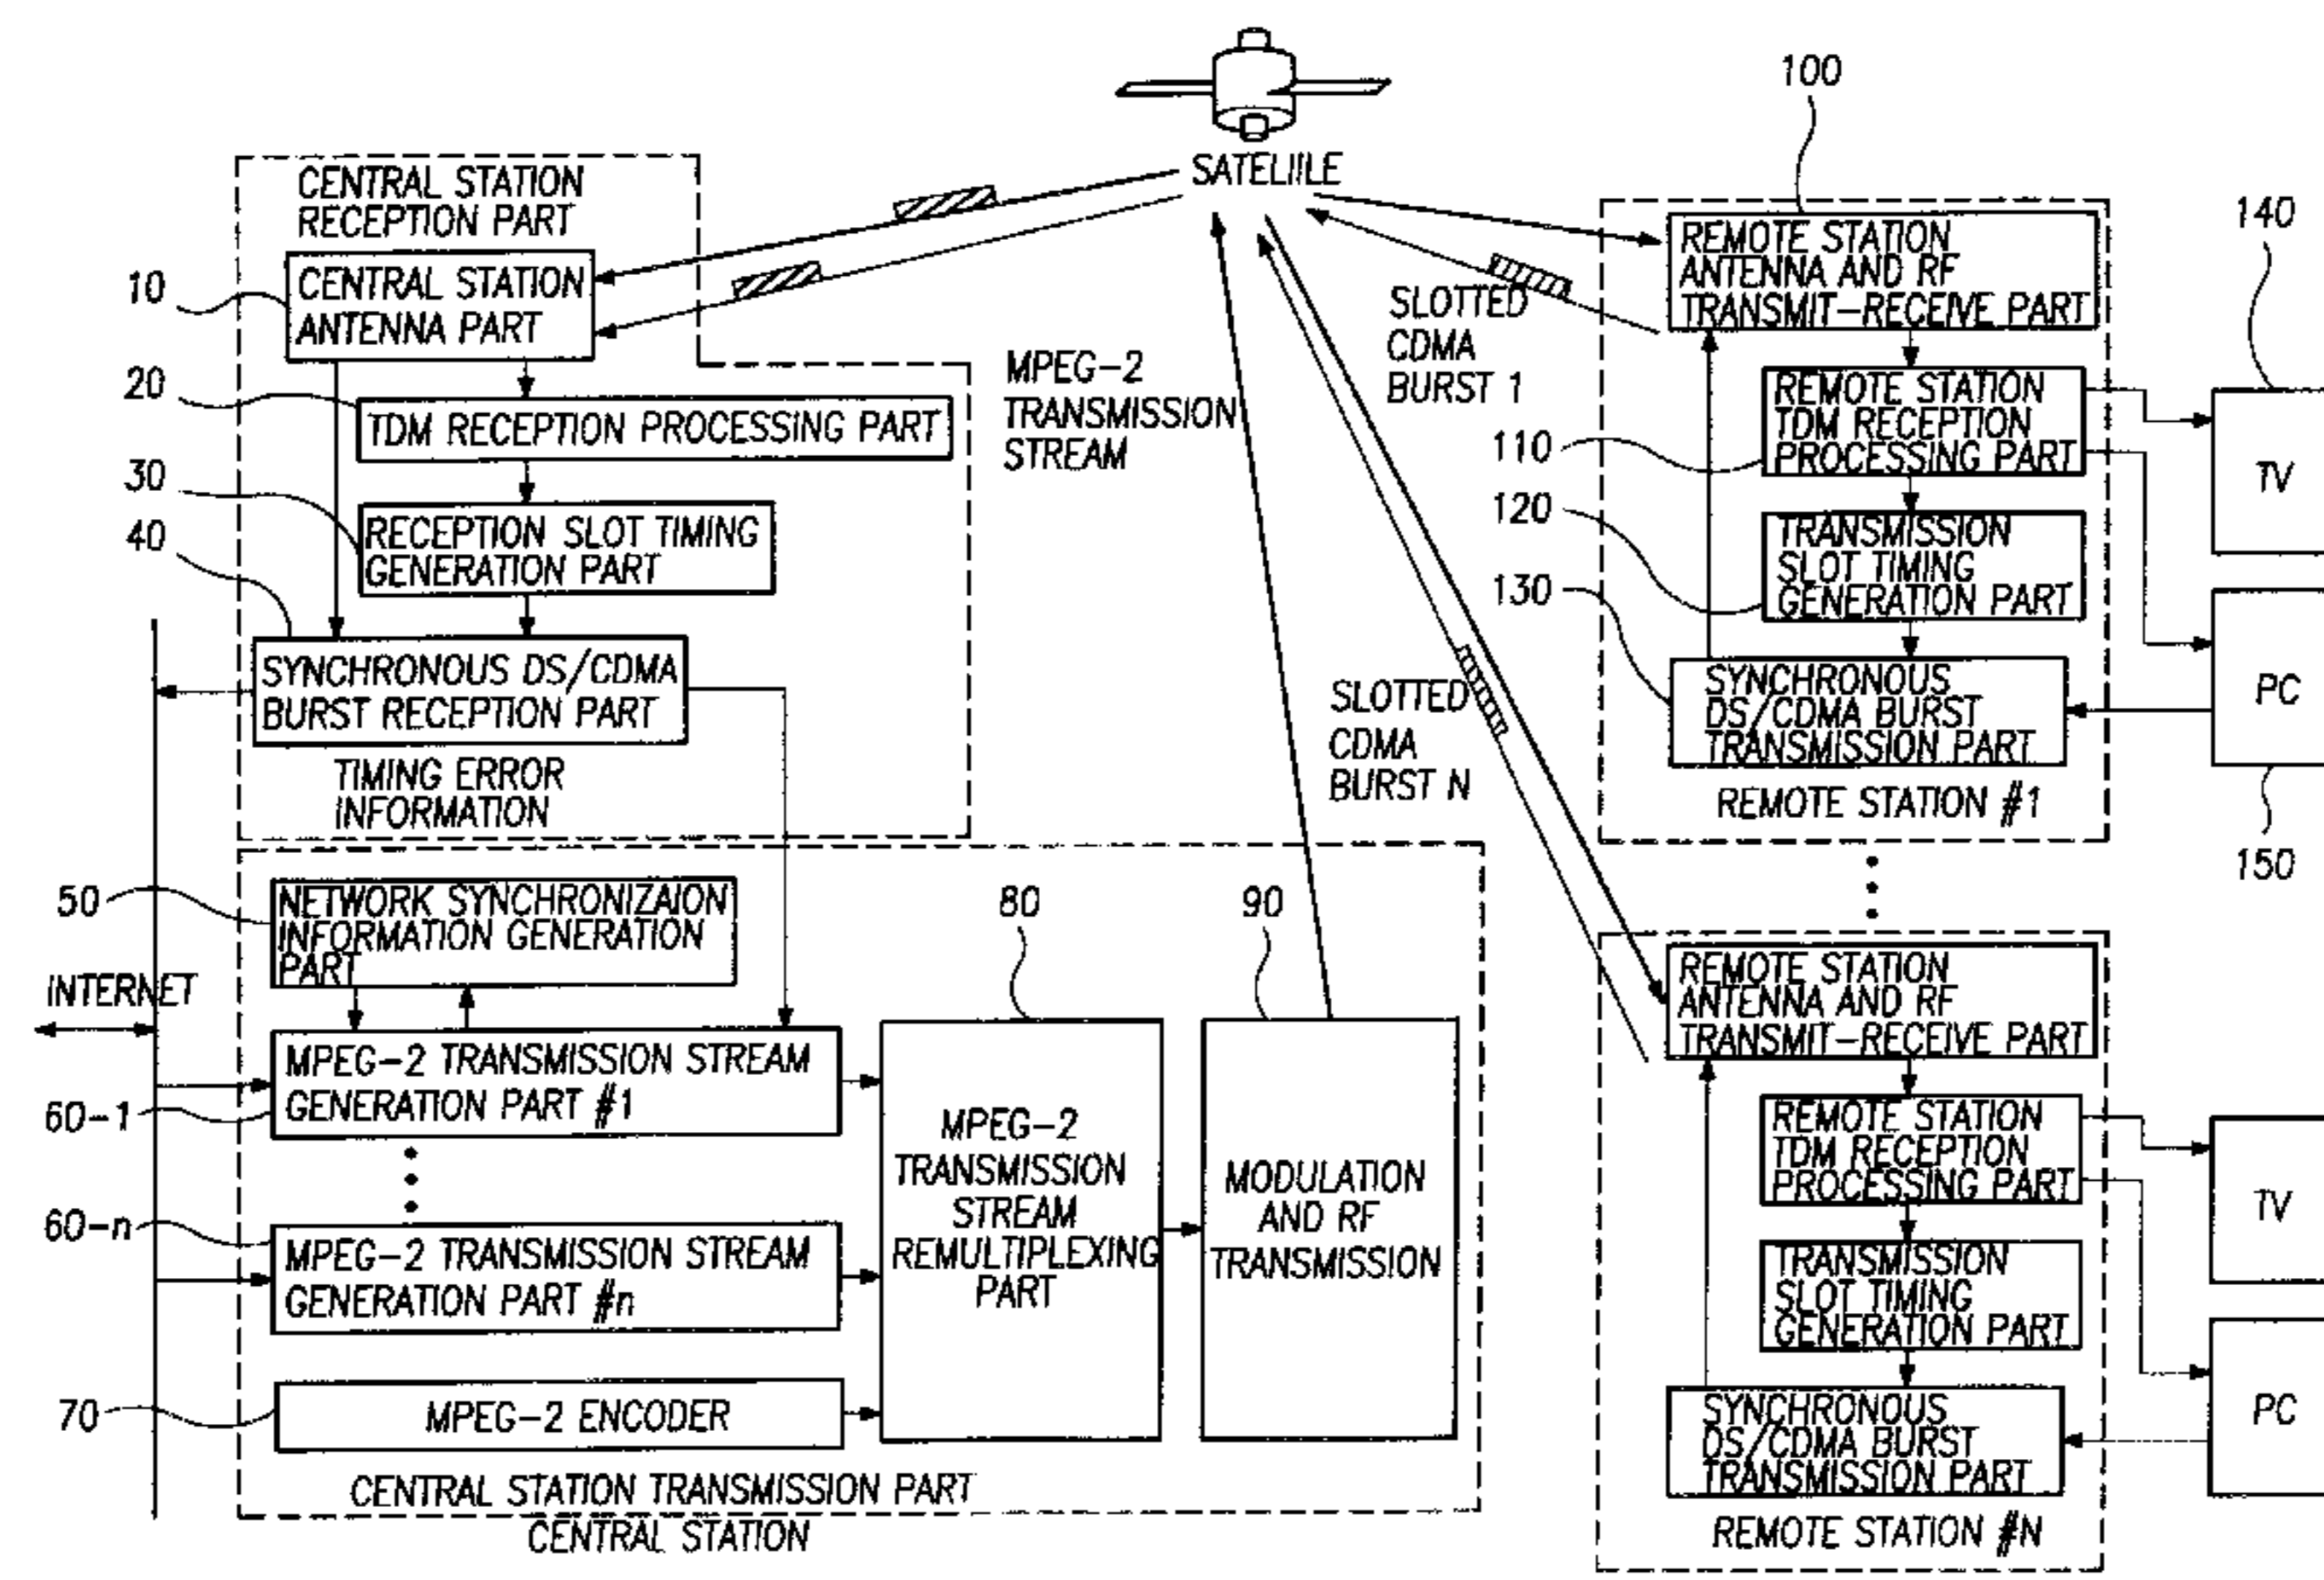 SATELIILE
100
CENTRAL STATION
RECEPTION PART
10
CENTRAL STATION
ANTENNA PART
20
TDM RECEPTION PROCESSING PART
30
RECEPTION SLOT TIMING
GENERATION PART
40
SYNCHRONOUS DS/CDMA
BURST RECEPTION PART
TIMING ERROR
INFORMATION
MPEG-2
TRANSMISSION
STREAM
SLOTTED
CDMA
BURST 1
SLOTTED
CDMA
BURST N
REMOTE STATION
ANTENNA AND RF
TRANSMIT-RECEIVE PART
110
REMOTE STATION
TDM RECEPTION
PROCESSING PART
120
TRANSMISSION
SLOT TIMING
GENERATION PART
130
SYNCHRONOUS
DS/CDMA BURST
TRANSMISSION PART
REMOTE STATION #1
140
TV
PC
150
50
NETWORK SYNCHRONIZAION
INFORMATION GENERATION
PART
INTERNET
60-1
MPEG-2 TRANSMISSION STREAM
GENERATION PART #1
60-n
MPEG-2 TRANSMISSION STREAM
GENERATION PART #n
70
MPEG-2 ENCODER
80
MPEG-2
TRANSMISSION
STREAM
REMULTIPLEXING
PART
90
MODULATION
AND RF
TRANSMISSION
CENTRAL STATION TRANSMISSION PART
CENTRAL STATION
REMOTE STATION
ANTENNA AND RF
TRANSMIT-RECEIVE PART
REMOTE STATION
TDM RECEPTION
PROCESSING PART
TRANSMISSION
SLOT TIMING
GENERATION PART
SYNCHRONOUS
DS/CDMA BURST
TRANSMISSION PART
REMOTE STATION #N
TV
PC